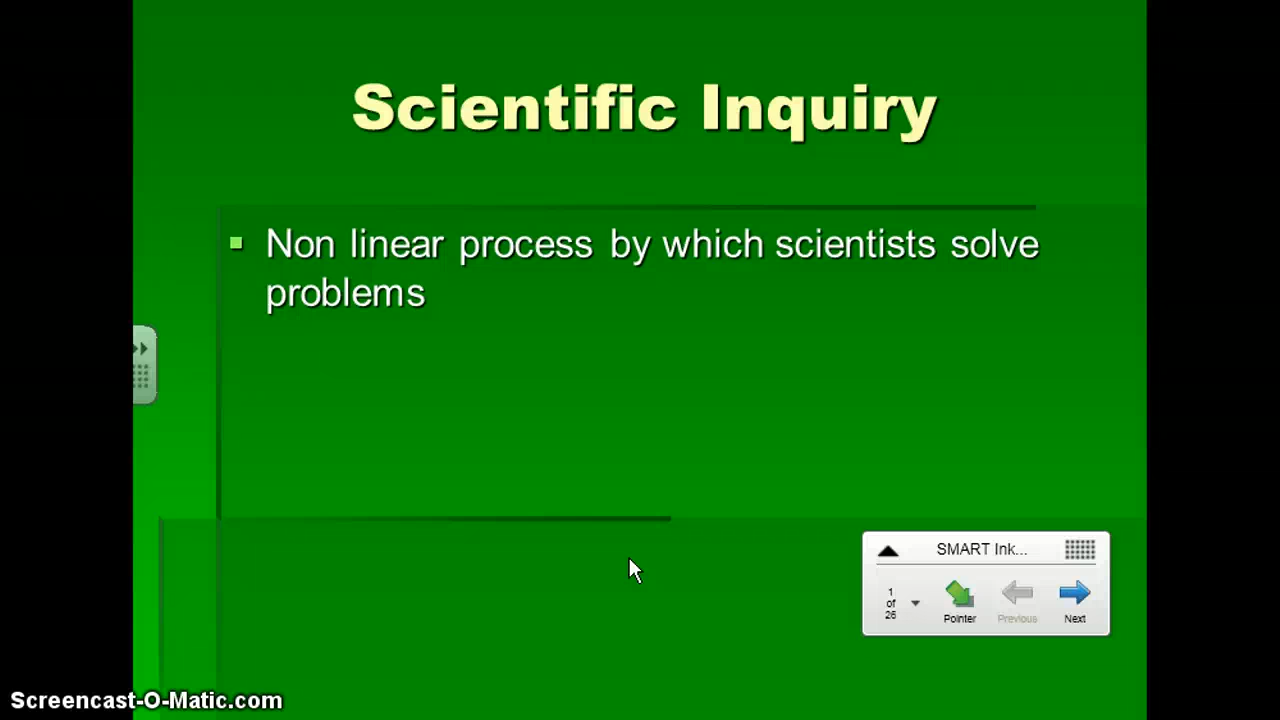 Scientific Inquiry
Non linear process by which scientists solve
problems
SMART Ink...
1
of
26
Pointer
Previous
Next
Screencast-O-Matic.com